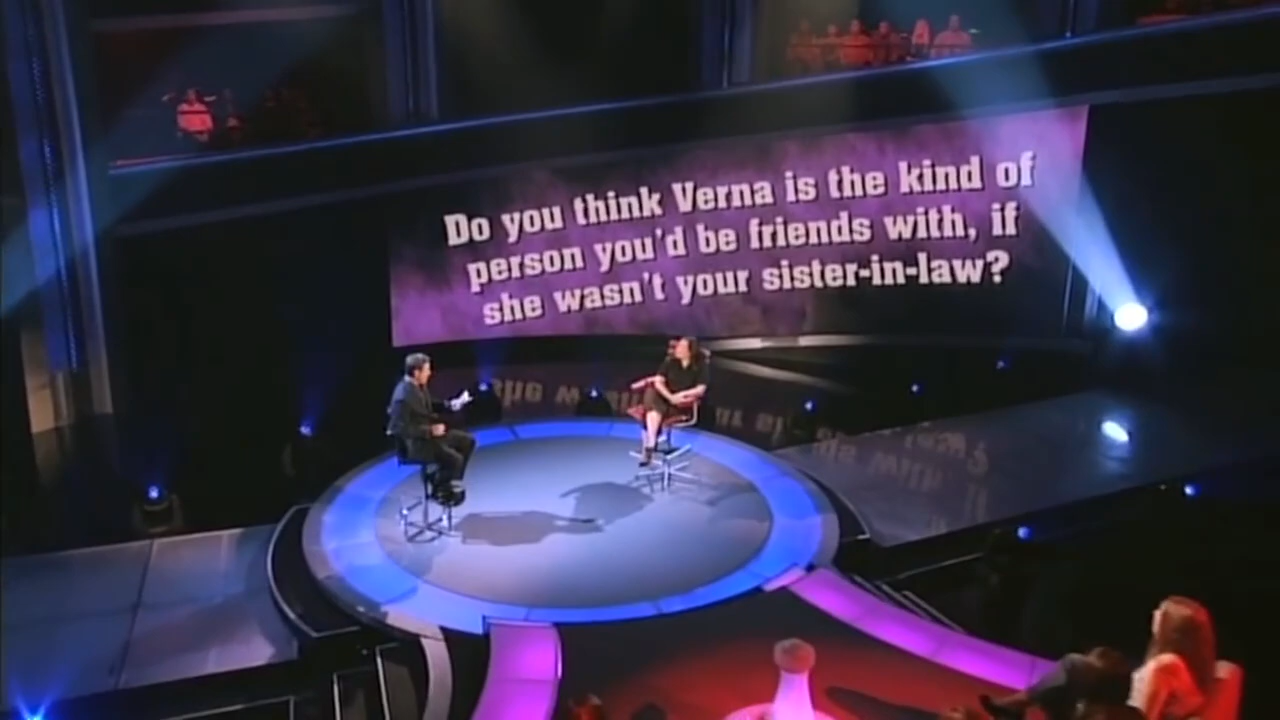 Do you think Verna is the kind of
person you'd be friends with, if
she wasn't your sister-in-law?